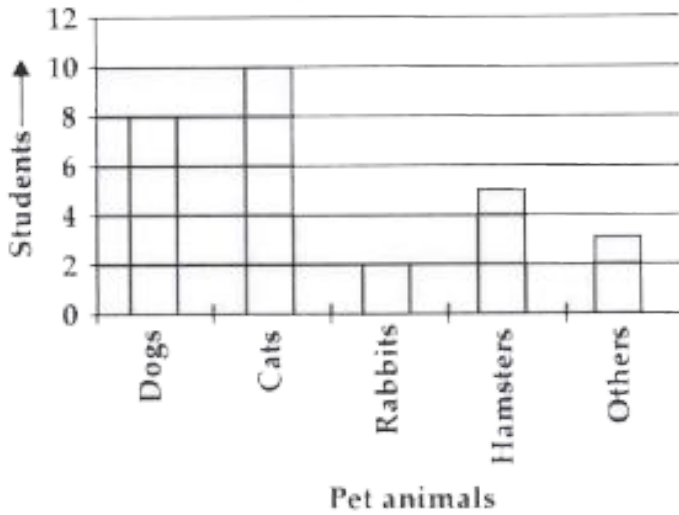 12
10
8
6
4
2
0
Students
Dogs
Cats
Rabbits
Hamsters
Others
Pet animals